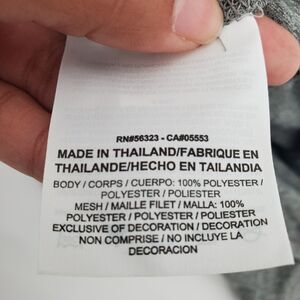 RN#56323 - CA#05553
MADE IN THAILAND/FABRIQUE EN
THAILANDE/HECHO EN TAILANDIA
BODY / CORPS / CUERPO: 100% POLYESTER /
POLYESTER / POLIESTER
MESH / MAILLE FILET / MALLA: 100%
POLYESTER / POLYESTER / POLIESTER
EXCLUSIVE OF DECORATION / DECORATION
NON COMPRISE / NO INCLUYE LA
DECORACION